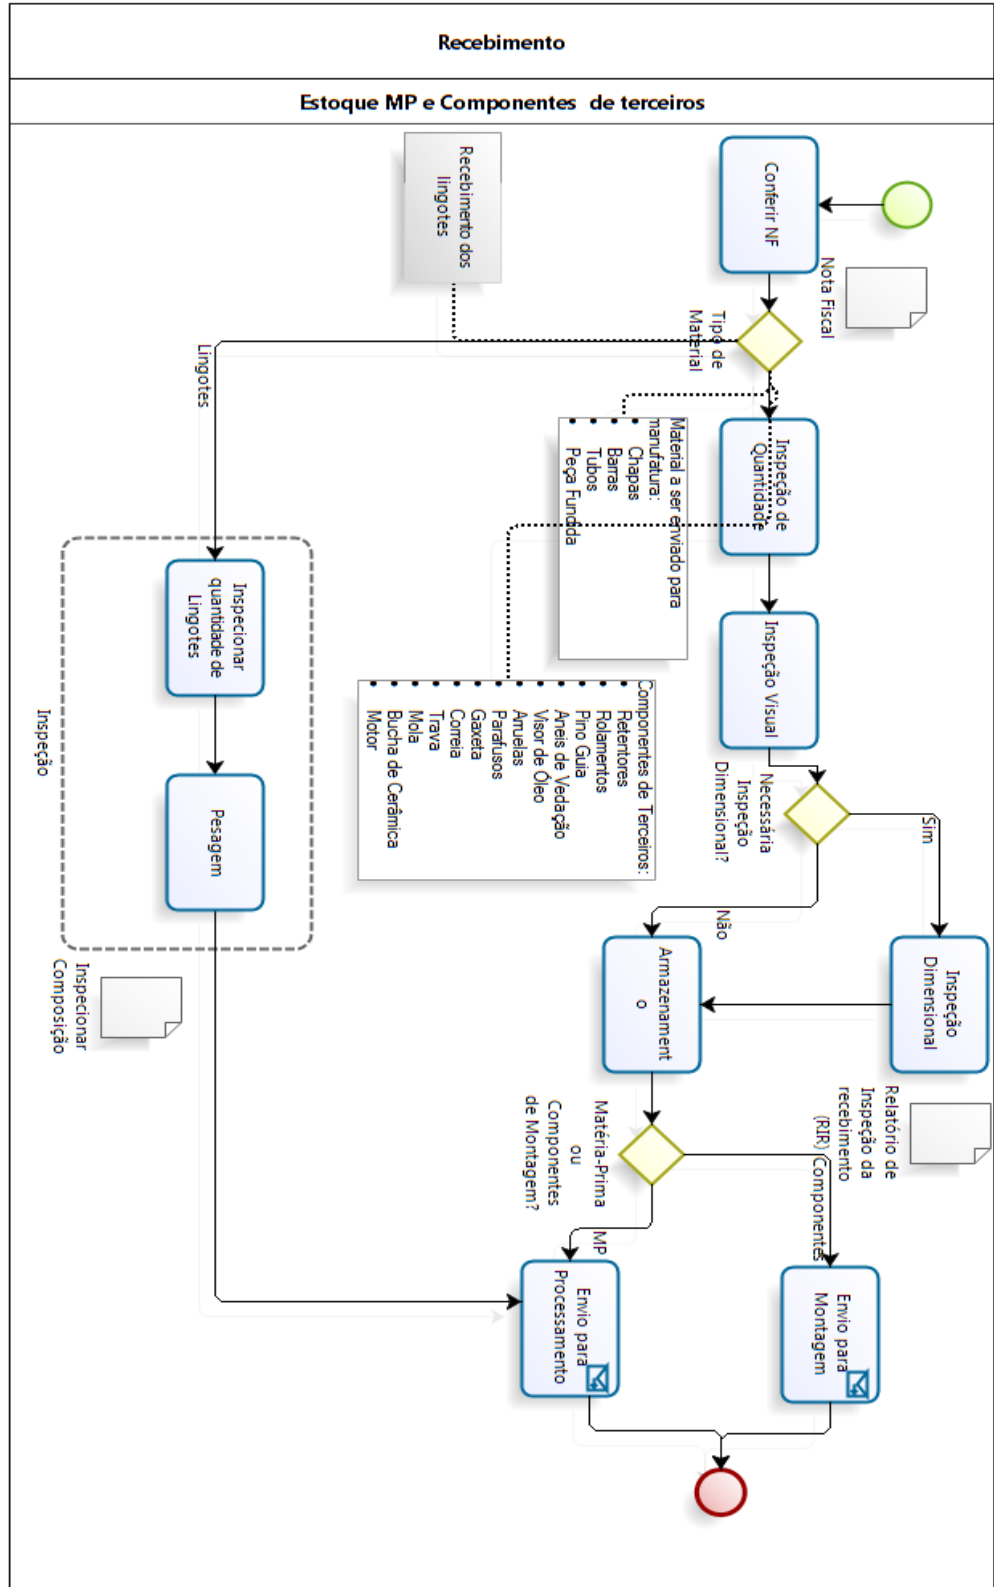 Recebimento
Estoque MP e Componentes de terceiros
Conferir NF
Nota Fiscal
Recebimento dos
lingotes
Tipo de
Material
Lingotes
Inspeção de
Quantidade
Material a ser enviado para
manufatura:
• Chapas
• Barras
• Tubos
• Peça Fundida
Inspeção Visual
Componentes de Terceiros:
• Retentores
• Rolamentos
• Pino Guia
• Aneis de Vedação
• Visor de Óleo
• Arruelas
• Parafusos
• Gaxeta
• Correia
• Trava
• Mola
• Bucha de Cerâmica
• Motor
Inspecionar
quantidade de
Lingotes
Pesagem
Inspeção
Inspecionar
Composição
Necessária
Inspeção
Dimensional?
Sim
Não
Inspeção
Dimensional
Relatório de
Inspeção da
recebimento
(RIR)
Armazenament
o
Matéria-Prima
ou
Componentes
de Montagem?
Componentes
MP
Envio para
Montagem
Envio para
Processamento